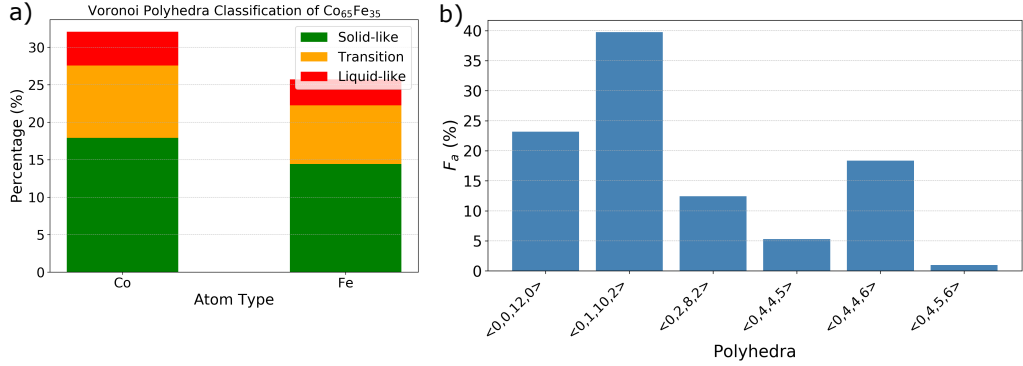 a)
Voronoi Polyhedra Classification of Co₆₅Fe₃₅
Percentage (%)
30
25
20
15
10
5
0
Solid-like
Transition
Liquid-like
Co
Fe
Atom Type
b)
Fₐ (%)
40
35
30
25
20
15
10
5
0
<0,0,12,0>
<0,1,10,2>
<0,2,8,2>
<0,4,4,5>
<0,4,4,6>
<0,4,5,6>
Polyhedra